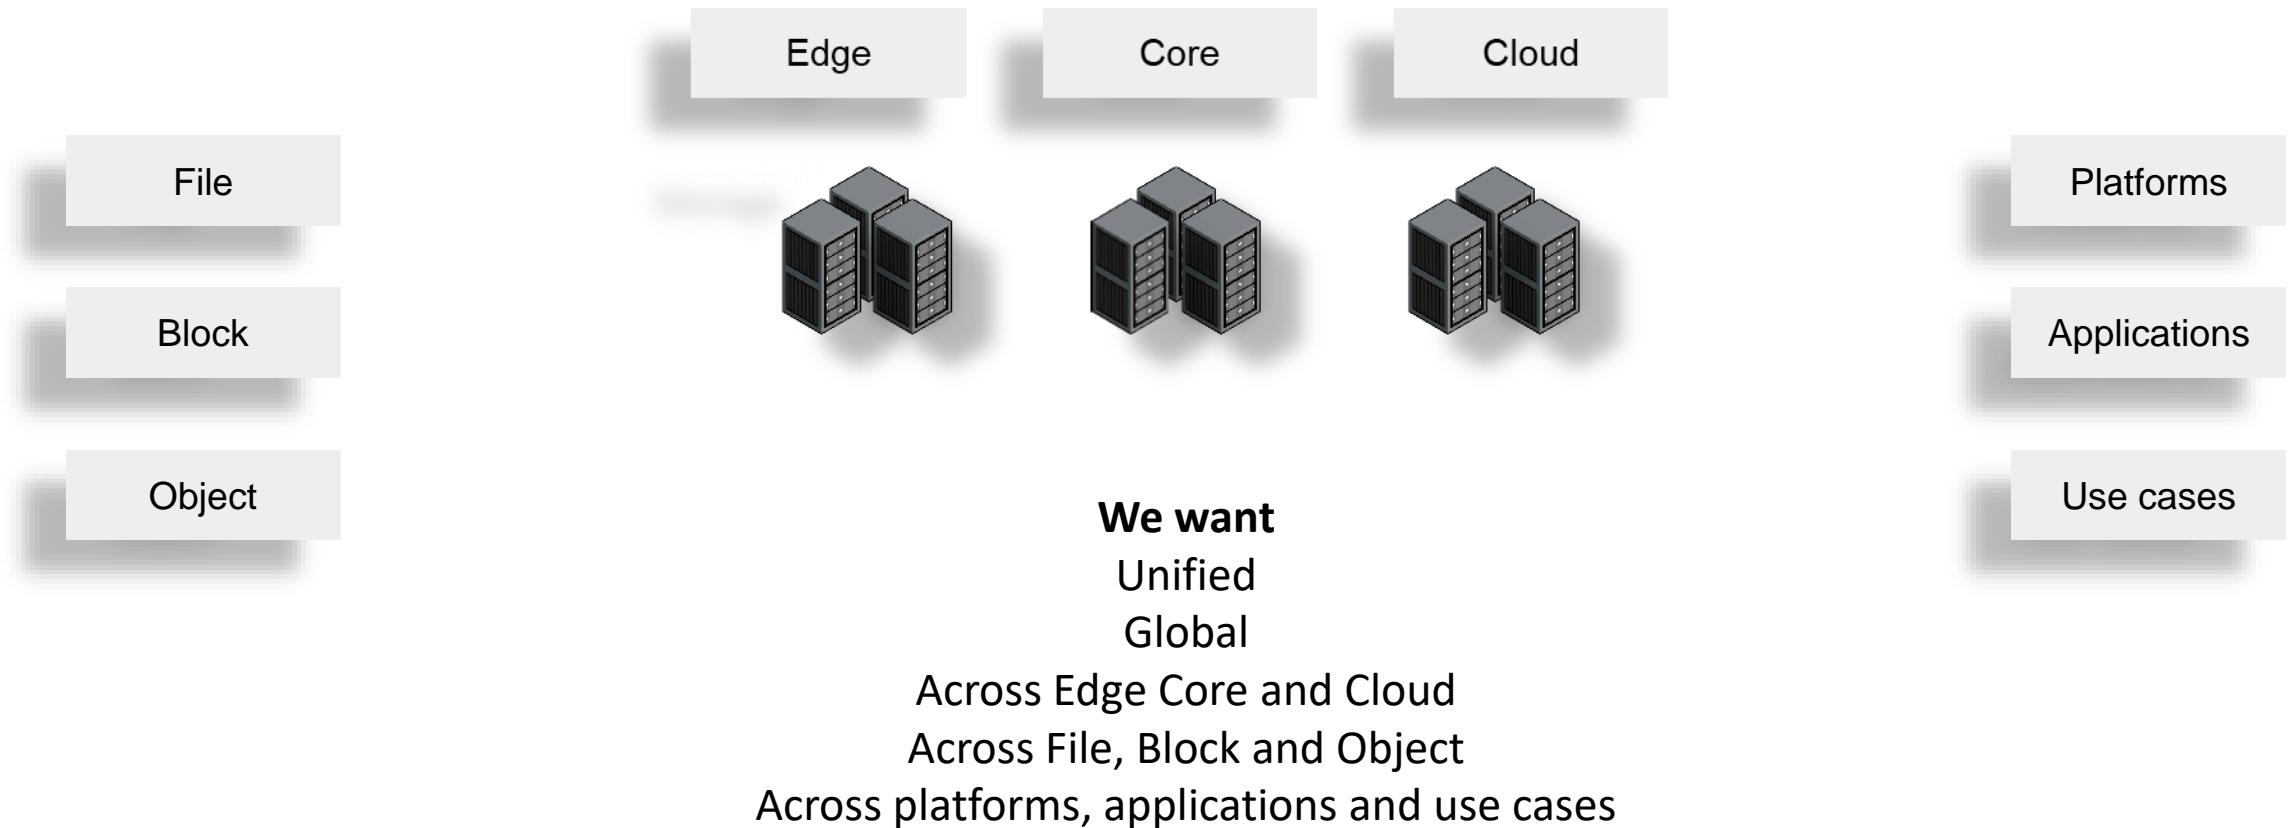 Edge
Core
Cloud
File
Block
Object
Platforms
Applications
Use cases
We want
Unified
Global
Across Edge Core and Cloud
Across File, Block and Object
Across platforms, applications and use cases